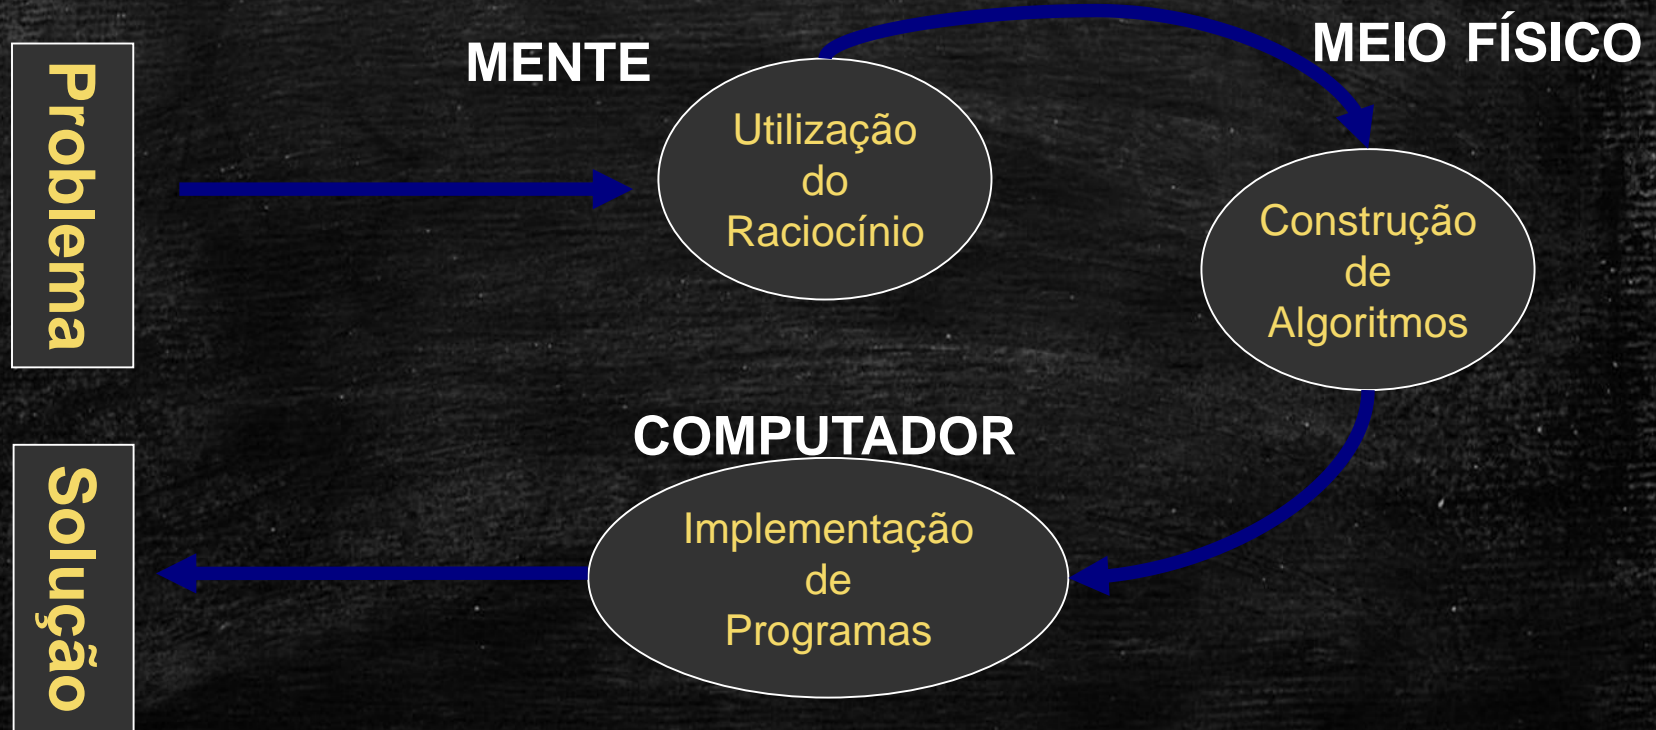 Problema
MENTE
Utilização
do
Raciocínio
MEIO FÍSICO
Construção
de
Algoritmos
COMPUTADOR
Implementação
de
Programas
Solução